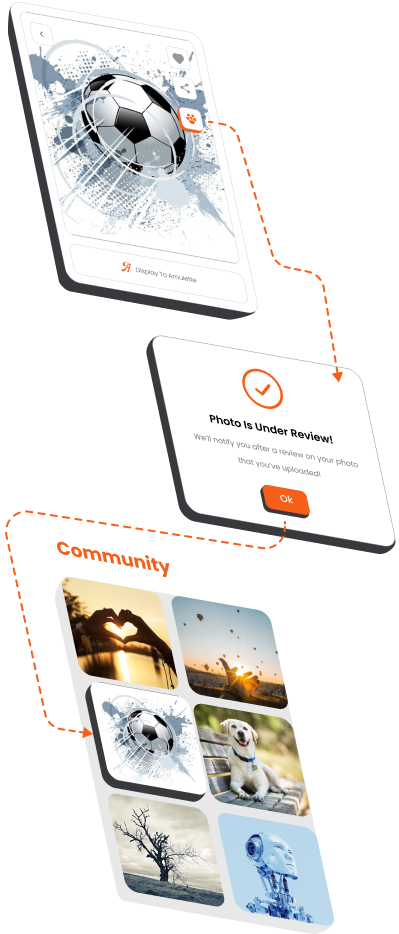 Display To Amulette
Photo Is Under Review!
We'll notify you after a review on your photo
that you've uploaded!
Ok
Community